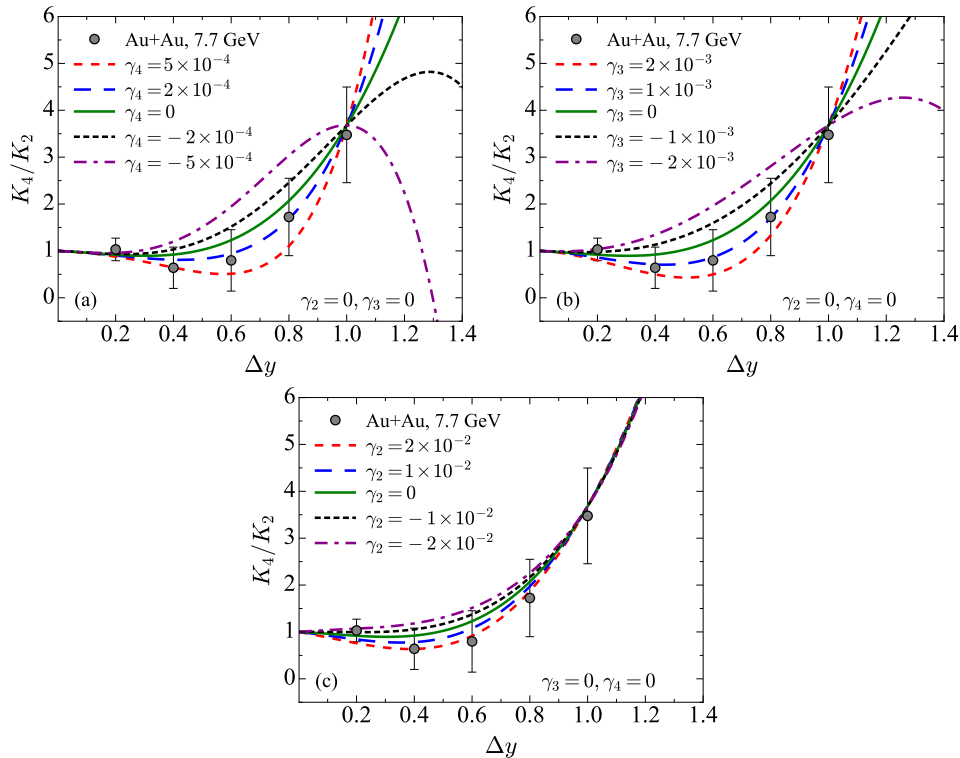 6
5
4
3
2
1
0
K₄/K₂
Au+Au, 7.7 GeV
γ₄ = 5×10⁻⁴
γ₄ = 2×10⁻⁴
γ₄ = 0
γ₄ = −2×10⁻⁴
γ₄ = −5×10⁻⁴
(a)
γ₂ = 0, γ₃ = 0
0.2 0.4 0.6 0.8 1.0 1.2 1.4
Δy
6
5
4
3
2
1
0
K₄/K₂
Au+Au, 7.7 GeV
γ₃ = 2×10⁻³
γ₃ = 1×10⁻³
γ₃ = 0
γ₃ = −1×10⁻³
γ₃ = −2×10⁻³
(b)
γ₂ = 0, γ₄ = 0
0.2 0.4 0.6 0.8 1.0 1.2 1.4
Δy
6
5
4
3
2
1
0
K₄/K₂
Au+Au, 7.7 GeV
γ₂ = 2×10⁻²
γ₂ = 1×10⁻²
γ₂ = 0
γ₂ = −1×10⁻²
γ₂ = −2×10⁻²
(c)
γ₃ = 0, γ₄ = 0
0.2 0.4 0.6 0.8 1.0 1.2 1.4
Δy